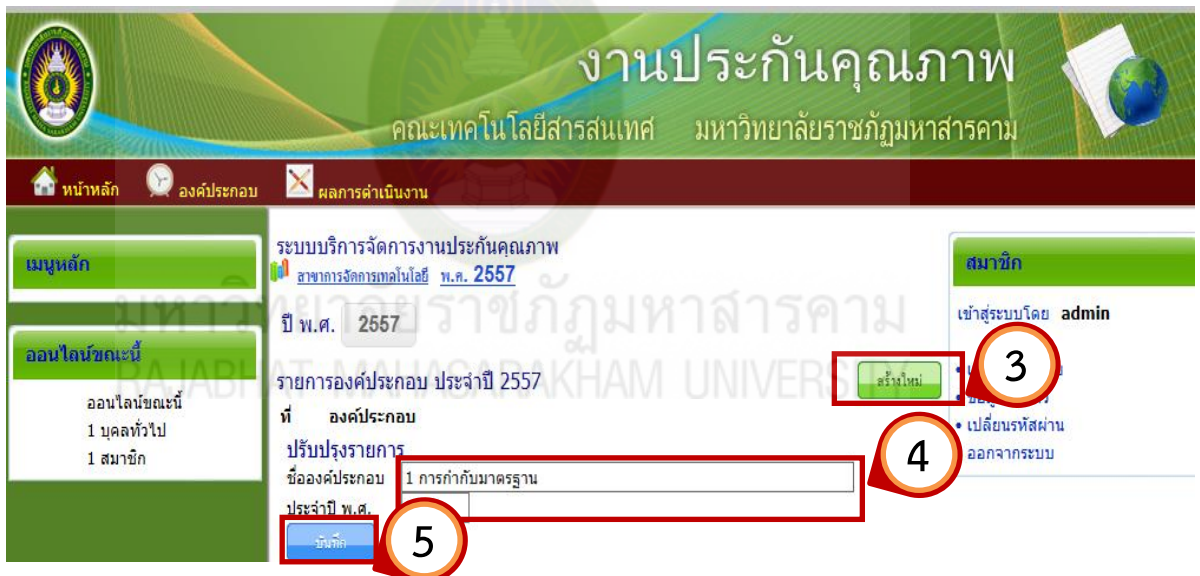 งานประกันคุณภาพ
คณะเทคโนโลยีสารสนเทศ มหาวิทยาลัยราชภัฏมหาสารคาม
หน้าหลัก องค์ประกอบ ผลการดำเนินงาน
เมนูหลัก
ออนไลน์ขณะนี้
ออนไลน์ขณะนี้
1 บุคลทั่วไป
1 สมาชิก
ระบบบริการจัดการงานประกันคุณภาพ
สาขาการจัดการเทคโนโลยี พ.ศ. 2557
ปี พ.ศ. 2557
รายการองค์ประกอบ ประจำปี 2557
สร้างใหม่
3
ที่ องค์ประกอบ
ปรับปรุงรายการ
ชื่อองค์ประกอบ 1 การกำกับมาตรฐาน
4
ประจำปี พ.ศ.
บันทึก
5
สมาชิก
เข้าสู่ระบบโดย admin
• เปลี่ยนรหัสผ่าน
ออกจากระบบ
มหาวิทยาลัยราชภัฏมหาสารคาม
RAJABHAT MAHASARAKHAM UNIVERSITY